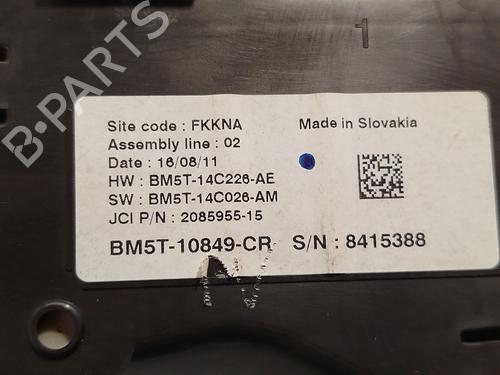 1
Site code : FKKNA
Made in Slovakia
Assembly line : 02
Date : 16/08/11
HW : BM5T-14C226-AE
SW : BM5T-14C026-AM
JCI P/N : 2085955-15
BM5T-10849-CR S/N : 8415388
B-PARTS